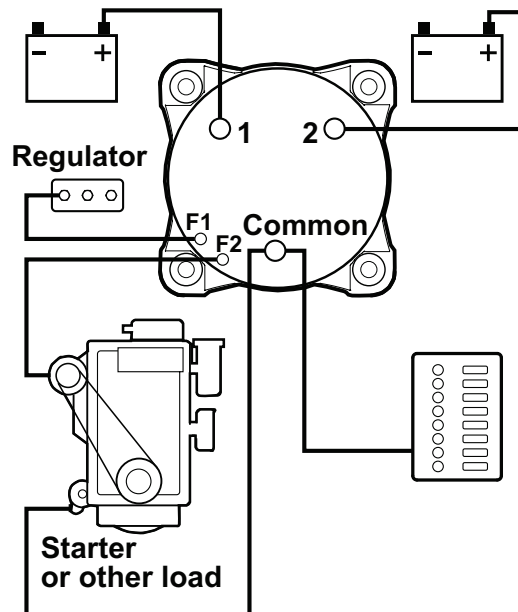 - +
- +
1 2
Regulator
F1
Common
F2
Starter
or other load